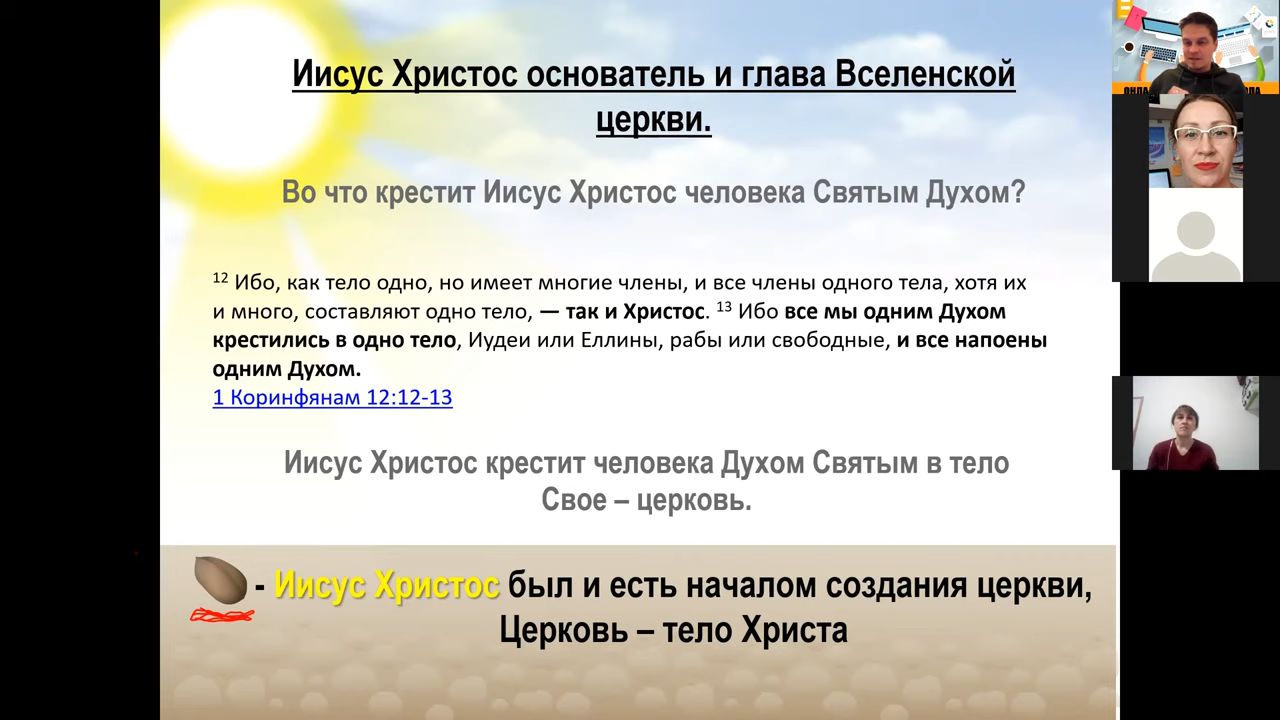 Иисус Христос основатель и глава Вселенской
церкви.
Во что крестит Иисус Христос человека Святым Духом?
12 Ибо, как тело одно, но имеет многие члены, и все члены одного тела, хотя их
и много, составляют одно тело, — так и Христос. 13 Ибо все мы одним Духом
крестились в одно тело, Иудеи или Еллины, рабы или свободные, и все напоены
одним Духом.
1 Коринфянам 12:12-13
Иисус Христос крестит человека Духом Святым в тело
Свое – церковь.
- Иисус Христос был и есть началом создания церкви,
Церковь – тело Христа